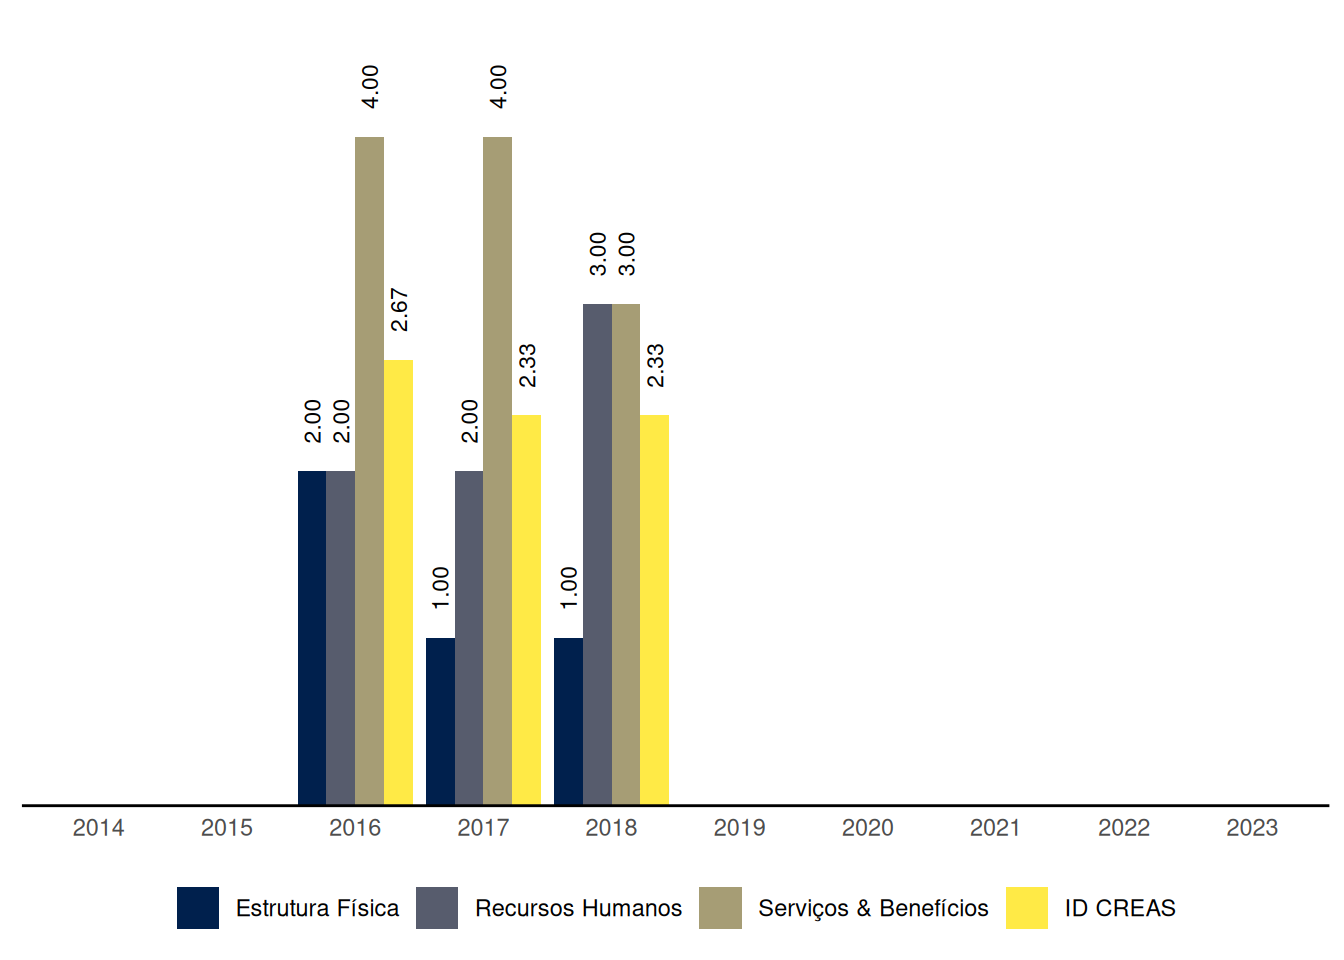 4.00 4.00
3.00 3.00
2.67
2.33 2.33
2.00 2.00 2.00
1.00 1.00
2014 2015 2016 2017 2018 2019 2020 2021 2022 2023
Estrutura Física Recursos Humanos Serviços & Benefícios ID CREAS